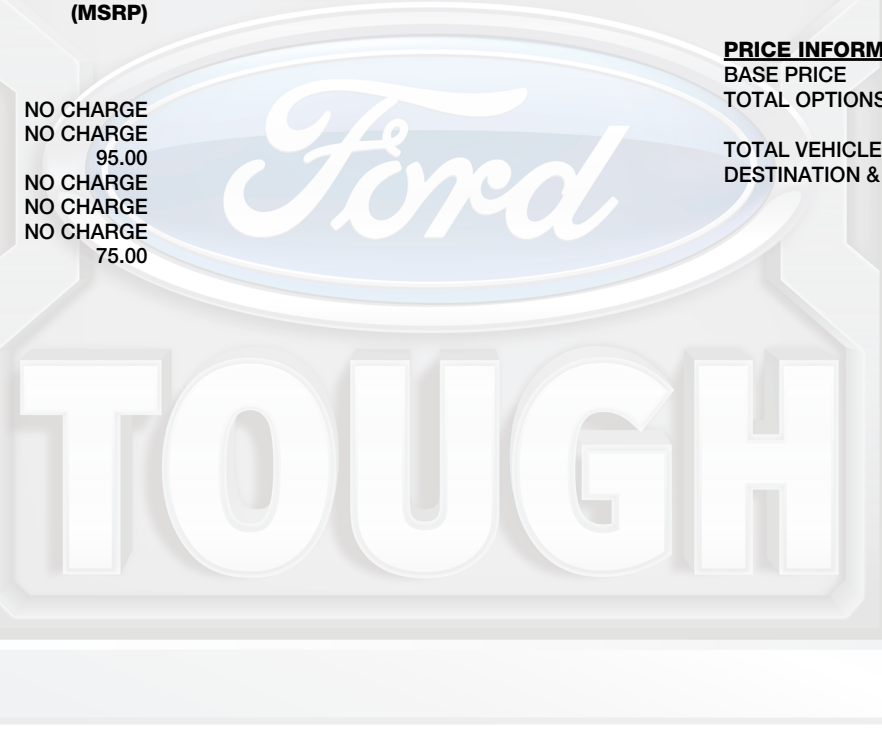 (MSRP)
NO CHARGE
NO CHARGE
95.00
NO CHARGE
NO CHARGE
NO CHARGE
75.00
PRICE INFORM
BASE PRICE
TOTAL OPTIONS
TOTAL VEHICLE
DESTINATION &
Ford
TOUGH